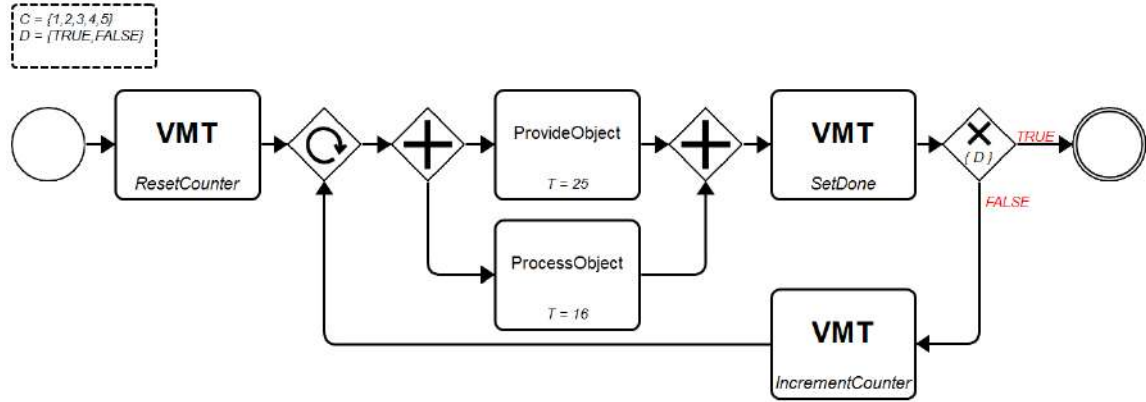 C = {1,2,3,4,5}
D = {TRUE,FALSE}
VMT
ResetCounter
ProvideObject
T = 25
VMT
SetDone
{ D }
TRUE
FALSE
ProcessObject
T = 16
VMT
IncrementCounter